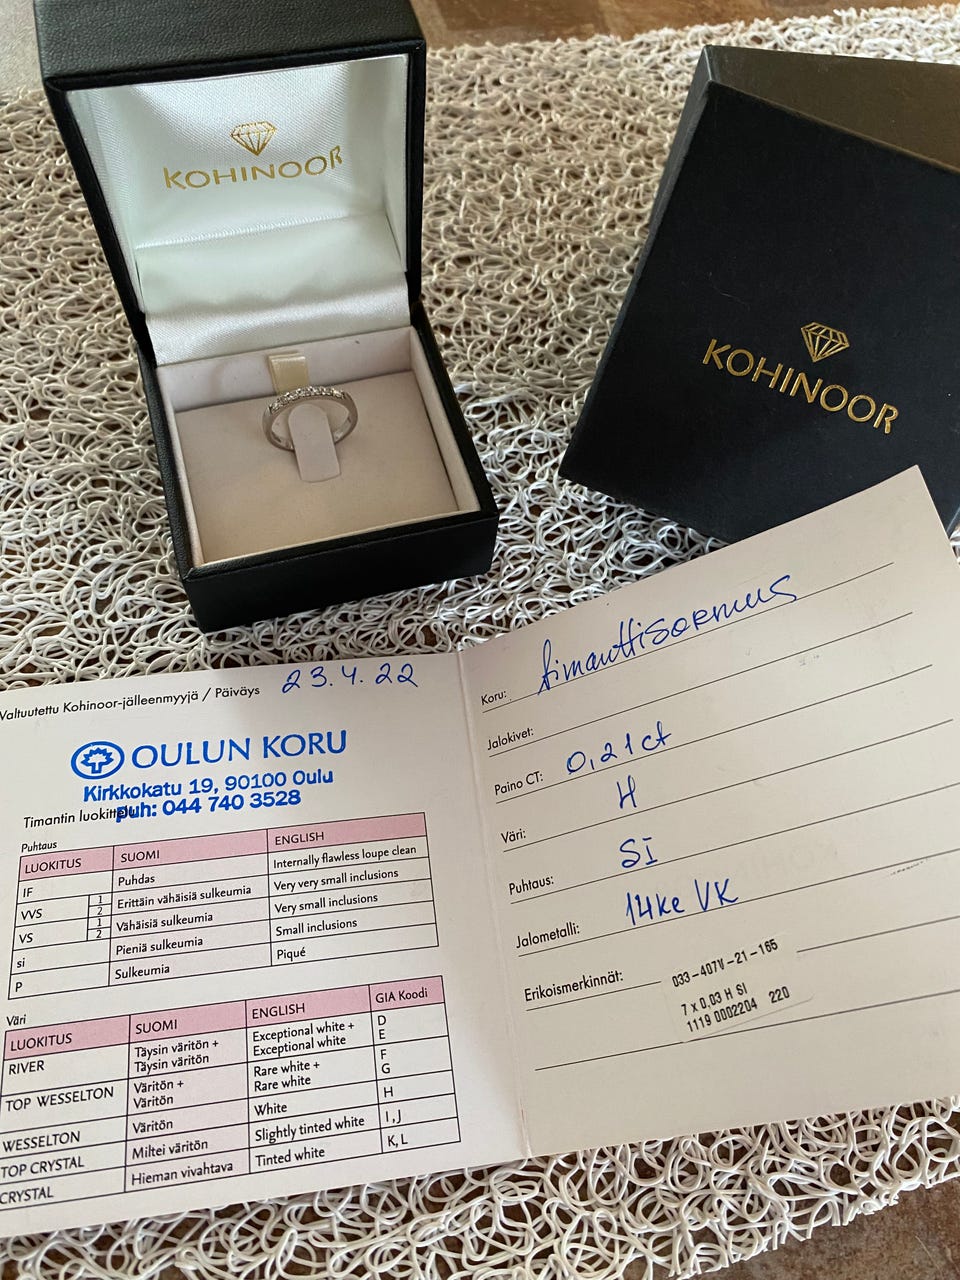 KOHINOOR
KOHINOOR
Valtuutettu Kohinoor-jälleenmyyjä / Päiväys 23.4.22
OULUN KORU
Kirkkokatu 19, 90100 Oulu
puh: 044 740 3528
Timantin luokittelu
Puhtaus
LUOKITUS SUOMI ENGLISH
IF Puhdas Internally flawless loupe clean
VVS 1 2 Erittäin vähäisiä sulkeumia Very very small inclusions
VS 1 2 Vähäisiä sulkeumia Very small inclusions
si Pieniä sulkeumia Small inclusions
P Sulkeumia Piqué
Väri
LUOKITUS SUOMI ENGLISH GIA Koodi
RIVER Täysin väritön + Exceptional white + D
Täysin väritön Exceptional white E
TOP WESSELTON Väritön + Rare white + F
Väritön Rare white G
WESSELTON Väritön White H
TOP CRYSTAL Miltei väritön Slightly tinted white I, J
CRYSTAL Hieman vivahtava Tinted white K, L
Koru: timanttisormus
Jalokivet:
Paino CT: 0,21ct
Väri: H
Puhtaus: Si
Jalometalli: 14ke VK
Erikoismerkinnät:
033-407V-21-165
7 x 0,03 H SI
1119 0002204 220